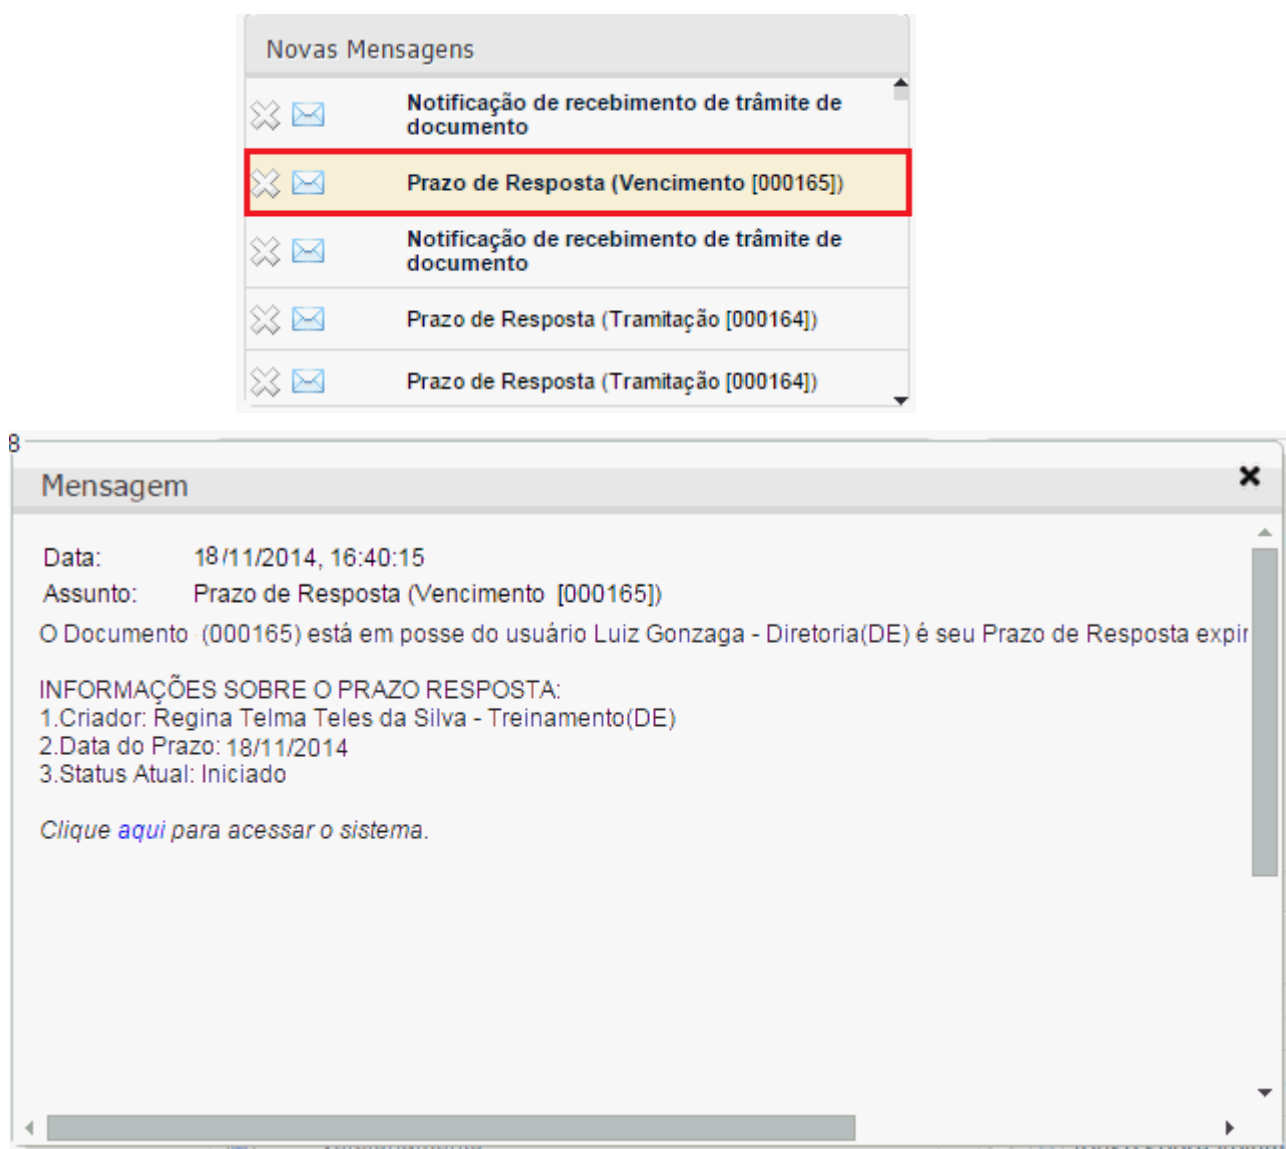 Novas Mensagens
Notificação de recebimento de trâmite de
documento
Prazo de Resposta (Vencimento [000165])
Notificação de recebimento de trâmite de
documento
Prazo de Resposta (Tramitação [000164])
Prazo de Resposta (Tramitação [000164])
8
Mensagem
Data: 18/11/2014, 16:40:15
Assunto: Prazo de Resposta (Vencimento [000165])
O Documento (000165) está em posse do usuário Luiz Gonzaga - Diretoria(DE) é seu Prazo de Resposta expir
INFORMAÇÕES SOBRE O PRAZO RESPOSTA:
1.Criador: Regina Telma Teles da Silva - Treinamento(DE)
2.Data do Prazo: 18/11/2014
3.Status Atual: Iniciado
Clique aqui para acessar o sistema.